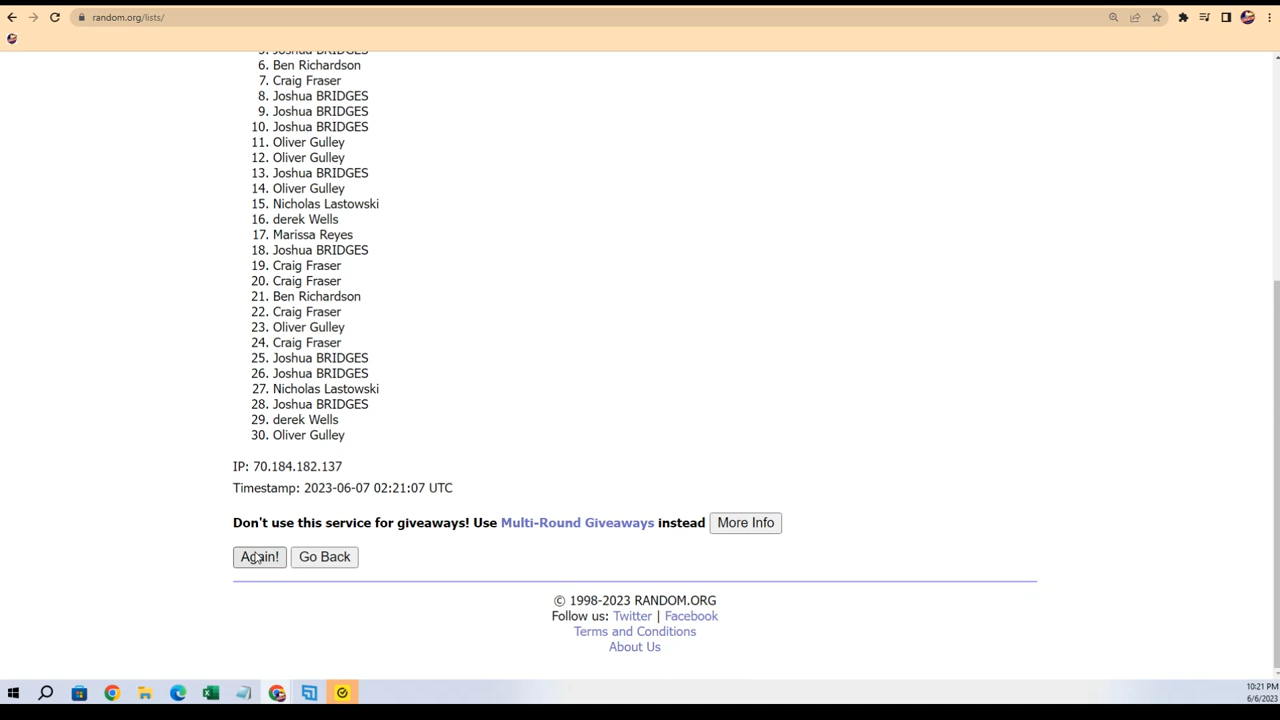 random.org/lists/
5. Joshua BRIDGES
6. Ben Richardson
7. Craig Fraser
8. Joshua BRIDGES
9. Joshua BRIDGES
10. Joshua BRIDGES
11. Oliver Gulley
12. Oliver Gulley
13. Joshua BRIDGES
14. Oliver Gulley
15. Nicholas Lastowski
16. derek Wells
17. Marissa Reyes
18. Joshua BRIDGES
19. Craig Fraser
20. Craig Fraser
21. Ben Richardson
22. Craig Fraser
23. Oliver Gulley
24. Craig Fraser
25. Joshua BRIDGES
26. Joshua BRIDGES
27. Nicholas Lastowski
28. Joshua BRIDGES
29. derek Wells
30. Oliver Gulley
IP: 70.184.182.137
Timestamp: 2023-06-07 02:21:07 UTC
Don't use this service for giveaways! Use Multi-Round Giveaways instead More Info
Again! Go Back
© 1998-2023 RANDOM.ORG
Follow us: Twitter | Facebook
Terms and Conditions
About Us
10:21 PM
6/6/2023